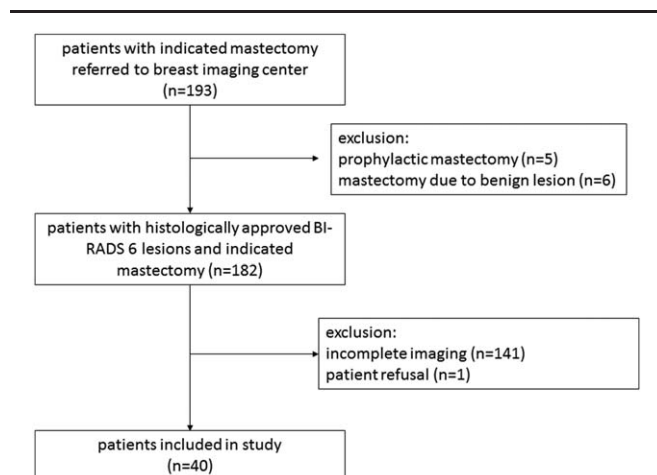 patients with indicated mastectomy
referred to breast imaging center
(n=193)
exclusion:
prophylactic mastectomy (n=5)
mastectomy due to benign lesion (n=6)
patients with histologically approved BI-
RADS 6 lesions and indicated
mastectomy (n=182)
exclusion:
incomplete imaging (n=141)
patient refusal (n=1)
patients included in study
(n=40)